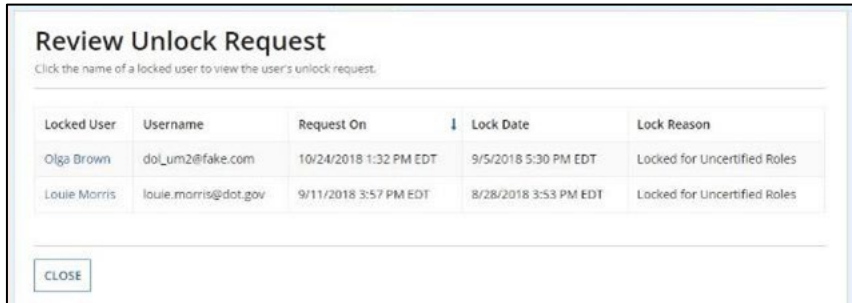 Review Unlock Request
Click the name of a locked user to view the user's unlock request.
Locked User Username Request On Lock Date Lock Reason
Olga Brown dol_um2@fake.com 10/24/2018 1:32 PM EDT 9/5/2018 5:30 PM EDT Locked for Uncertified Roles
Louie Morris louie.morris@dot.gov 9/11/2018 3:57 PM EDT 8/28/2018 3:53 PM EDT Locked for Uncertified Roles
CLOSE